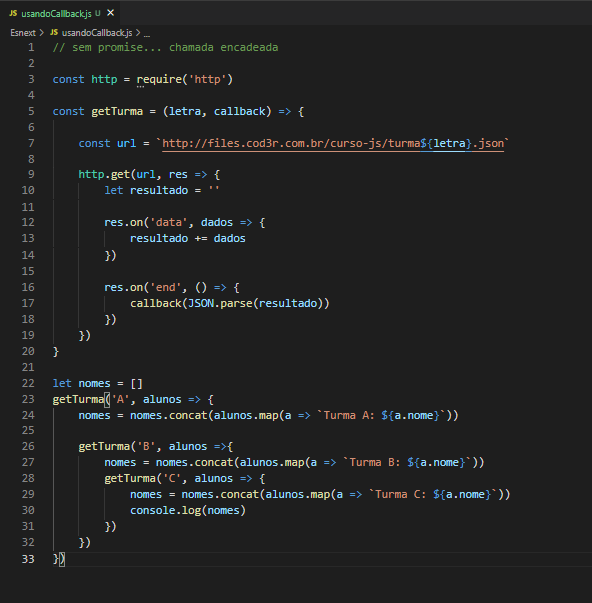 JS usandoCallback.js U ×
Esnext > JS usandoCallback.js > ...
1 // sem promise... chamada encadeada
2
3 const http = require('http')
4
5 const getTurma = (letra, callback) => {
6
7     const url = `http://files.cod3r.com.br/curso-js/turma${letra}.json`
8
9     http.get(url, res => {
10         let resultado = ''
11
12         res.on('data', dados => {
13             resultado += dados
14         })
15
16         res.on('end', () => {
17             callback(JSON.parse(resultado))
18         })
19     })
20 }
21
22 let nomes = []
23 getTurma('A', alunos => {
24     nomes = nomes.concat(alunos.map(a => `Turma A: ${a.nome}`))
25
26     getTurma('B', alunos =>{
27         nomes = nomes.concat(alunos.map(a => `Turma B: ${a.nome}`))
28         getTurma('C', alunos => {
29             nomes = nomes.concat(alunos.map(a => `Turma C: ${a.nome}`))
30             console.log(nomes)
31         })
32     })
33 })